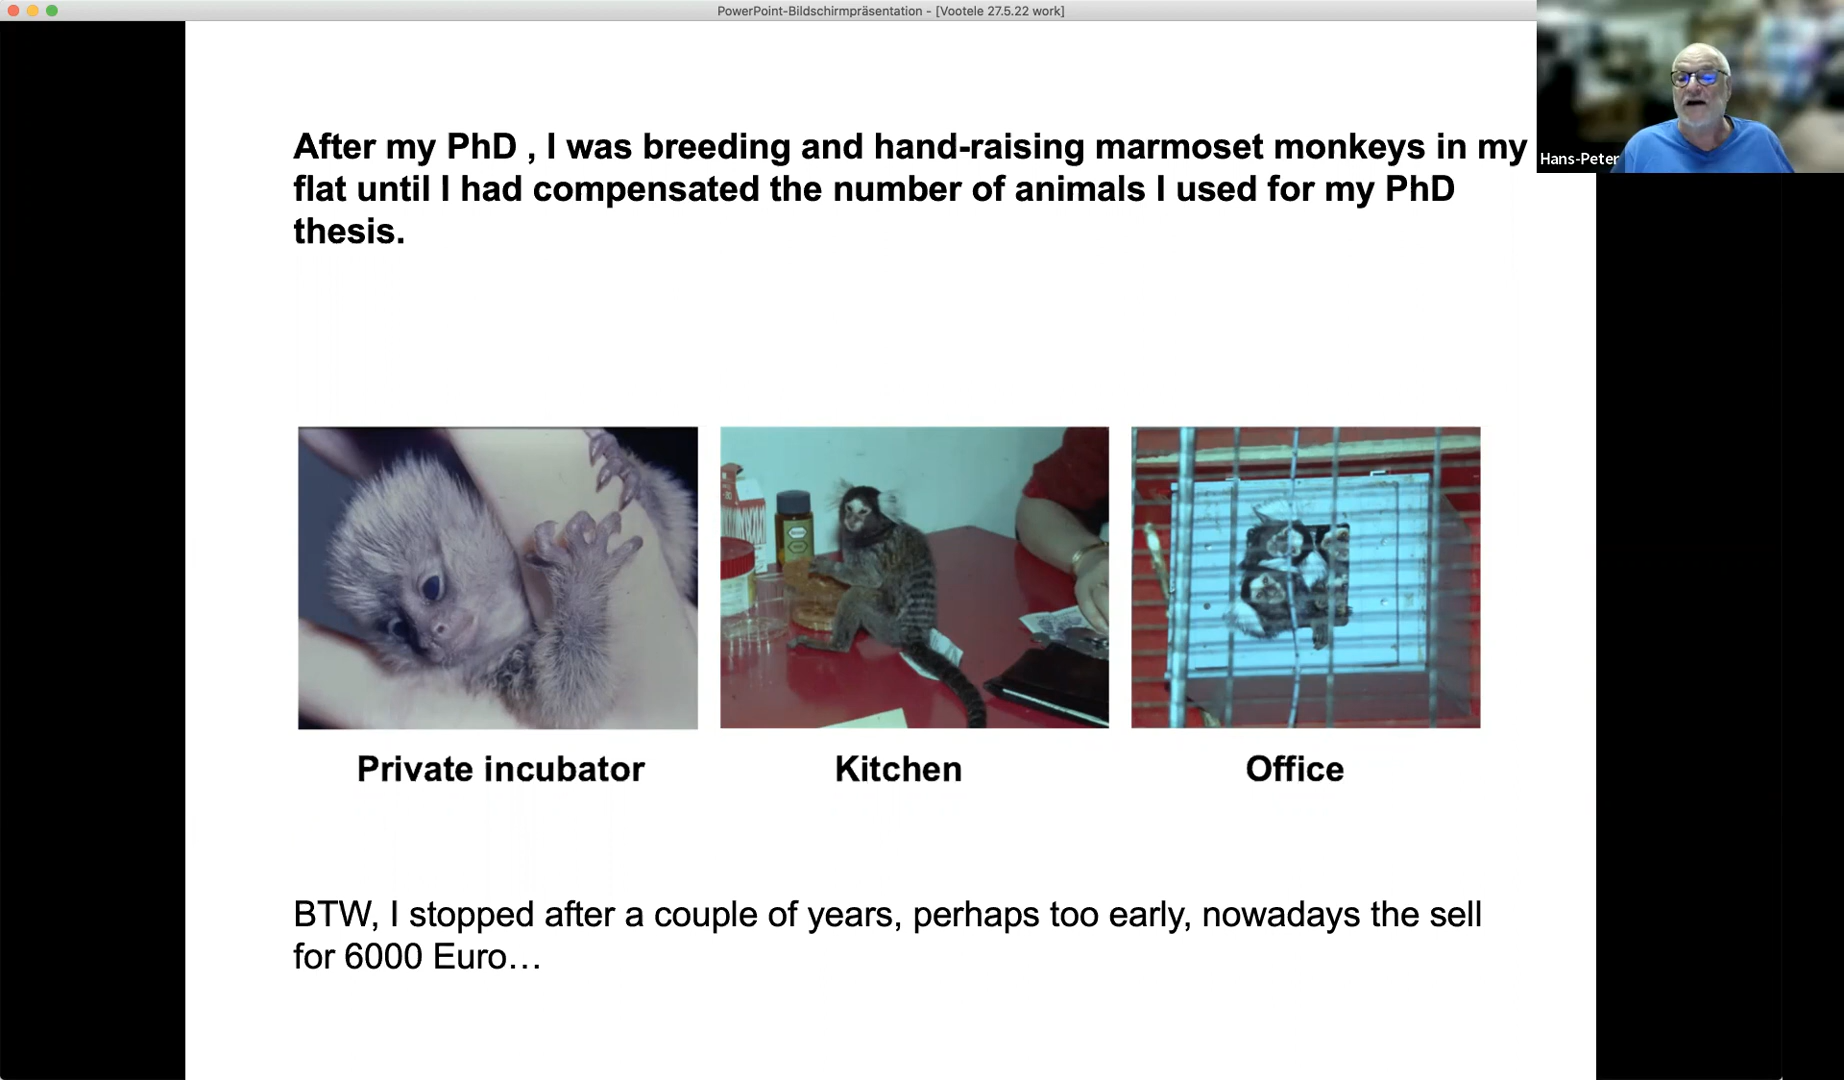 PowerPoint-Bildschirmpräsentation - [Vootele 27.5.22 work]
After my PhD , I was breeding and hand-raising marmoset monkeys in my
flat until I had compensated the number of animals I used for my PhD
thesis.
Hans-Peter
Private incubator
Kitchen
Office
BTW, I stopped after a couple of years, perhaps too early, nowadays the sell
for 6000 Euro…